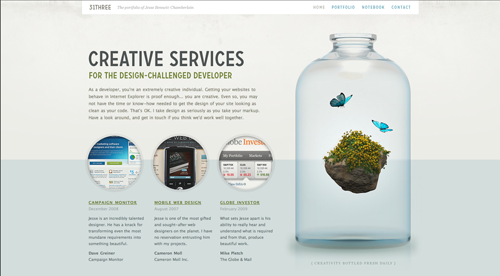 31THREE The portfolio of Jesse Bennett-Chamberlain HOME PORTFOLIO NOTEBOOK CONTACT
CREATIVE SERVICES
FOR THE DESIGN-CHALLENGED DEVELOPER
As a developer, you're an extremely creative individual. Getting your websites to
behave in Internet Explorer is proof enough... you are creative. Even so, you may
not have the time or know-how needed to get the design of your site looking as
clean as your code. That's OK. I take design as seriously as you take your markup.
Have a look around, and get in touch if you think we'd work well together.
Globe Investor
My Portfolio Markets
CAMPAIGN MONITOR
December 2008
Jesse is an incredibly talented
designer. He has a knack for
transforming even the most
mundane requirements into
something beautiful.
Dave Greiner
Campaign Monitor
MOBILE WEB DESIGN
August 2007
Jesse is one of the most gifted
and sought-after web
designers on the planet; I have
no reservation entrusting him
with my projects.
Cameron Moll
Cameron Moll Inc.
GLOBE INVESTOR
February 2009
What sets Jesse apart is his
ability to really hear and
understand what is required
and from that, produce
beautiful work.
Mike Pletch
The Globe & Mail
[ CREATIVITY BOTTLED FRESH DAILY ]